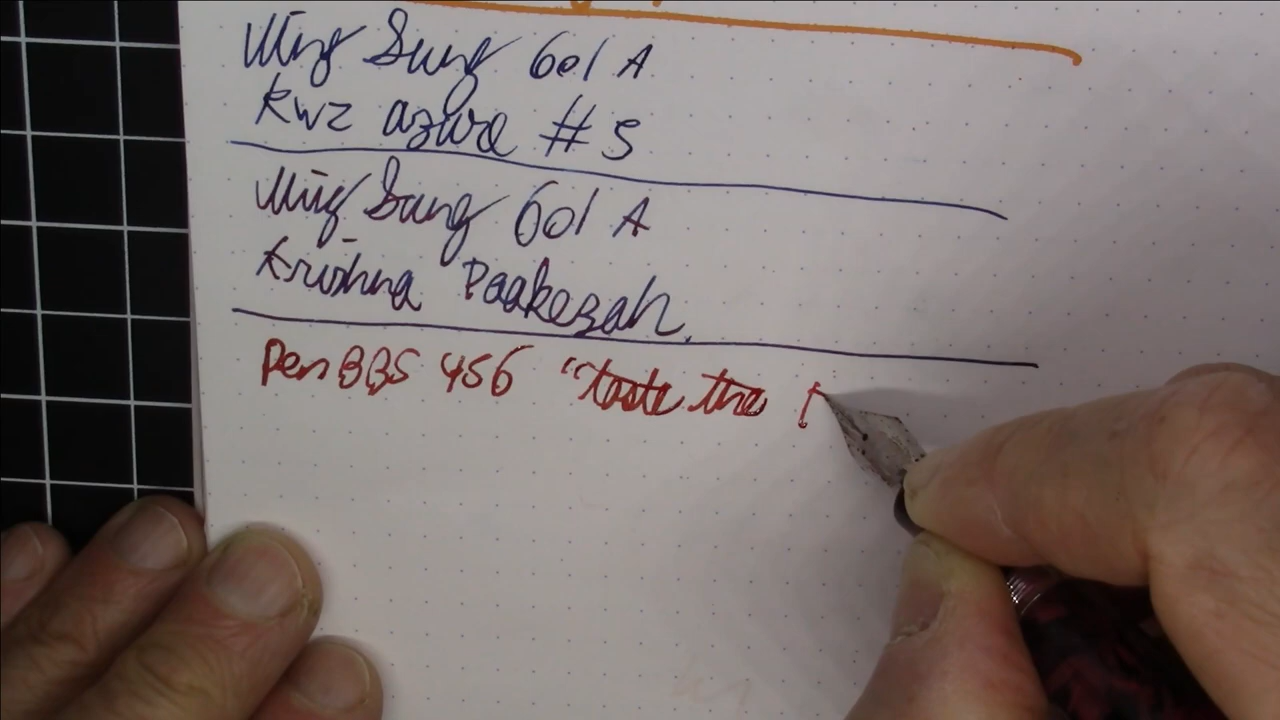 Wing Sung 601 A
KWZ azure # 5
Wing Sung 601 A
Krishna Paakezah.
PenBBS 456 "taste the